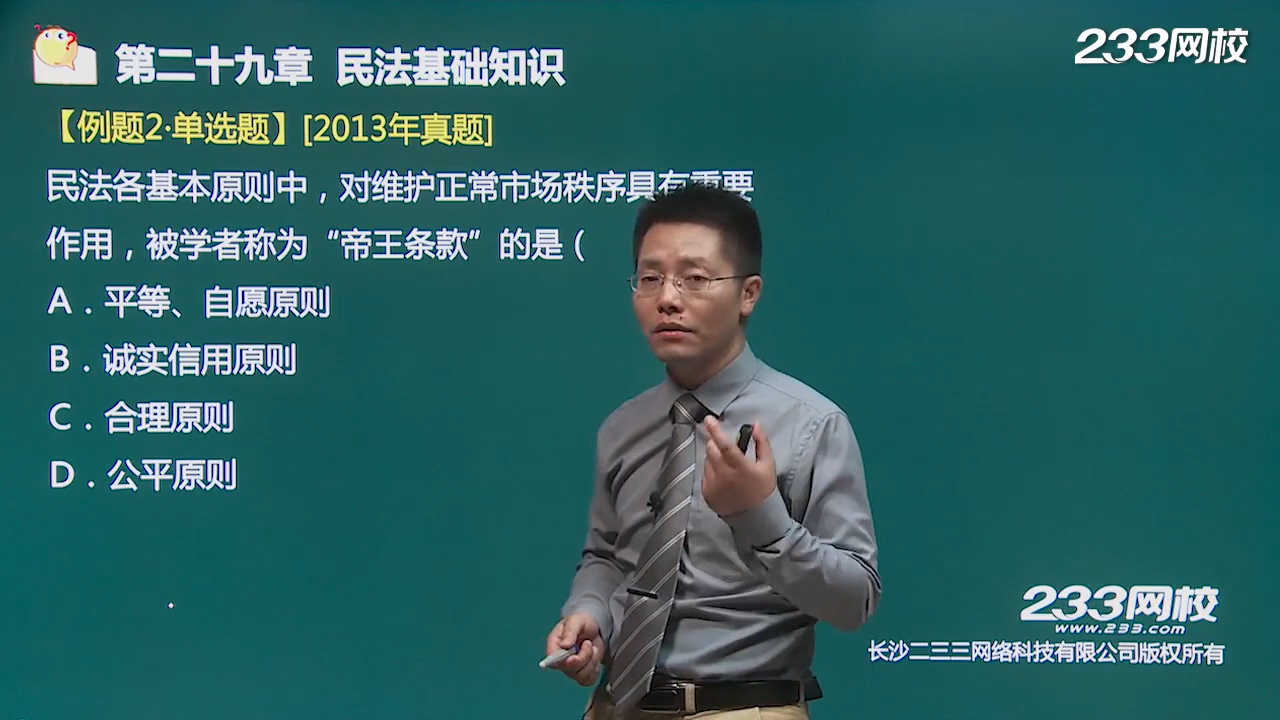 233网校
第二十九章 民法基础知识
【例题2·单选题】[2013年真题]
民法各基本原则中，对维护正常市场秩序具有重要
作用，被学者称为“帝王条款”的是（
A．平等、自愿原则
B．诚实信用原则
C．合理原则
D．公平原则
233网校
www.233.com
长沙二三三网络科技有限公司版权所有